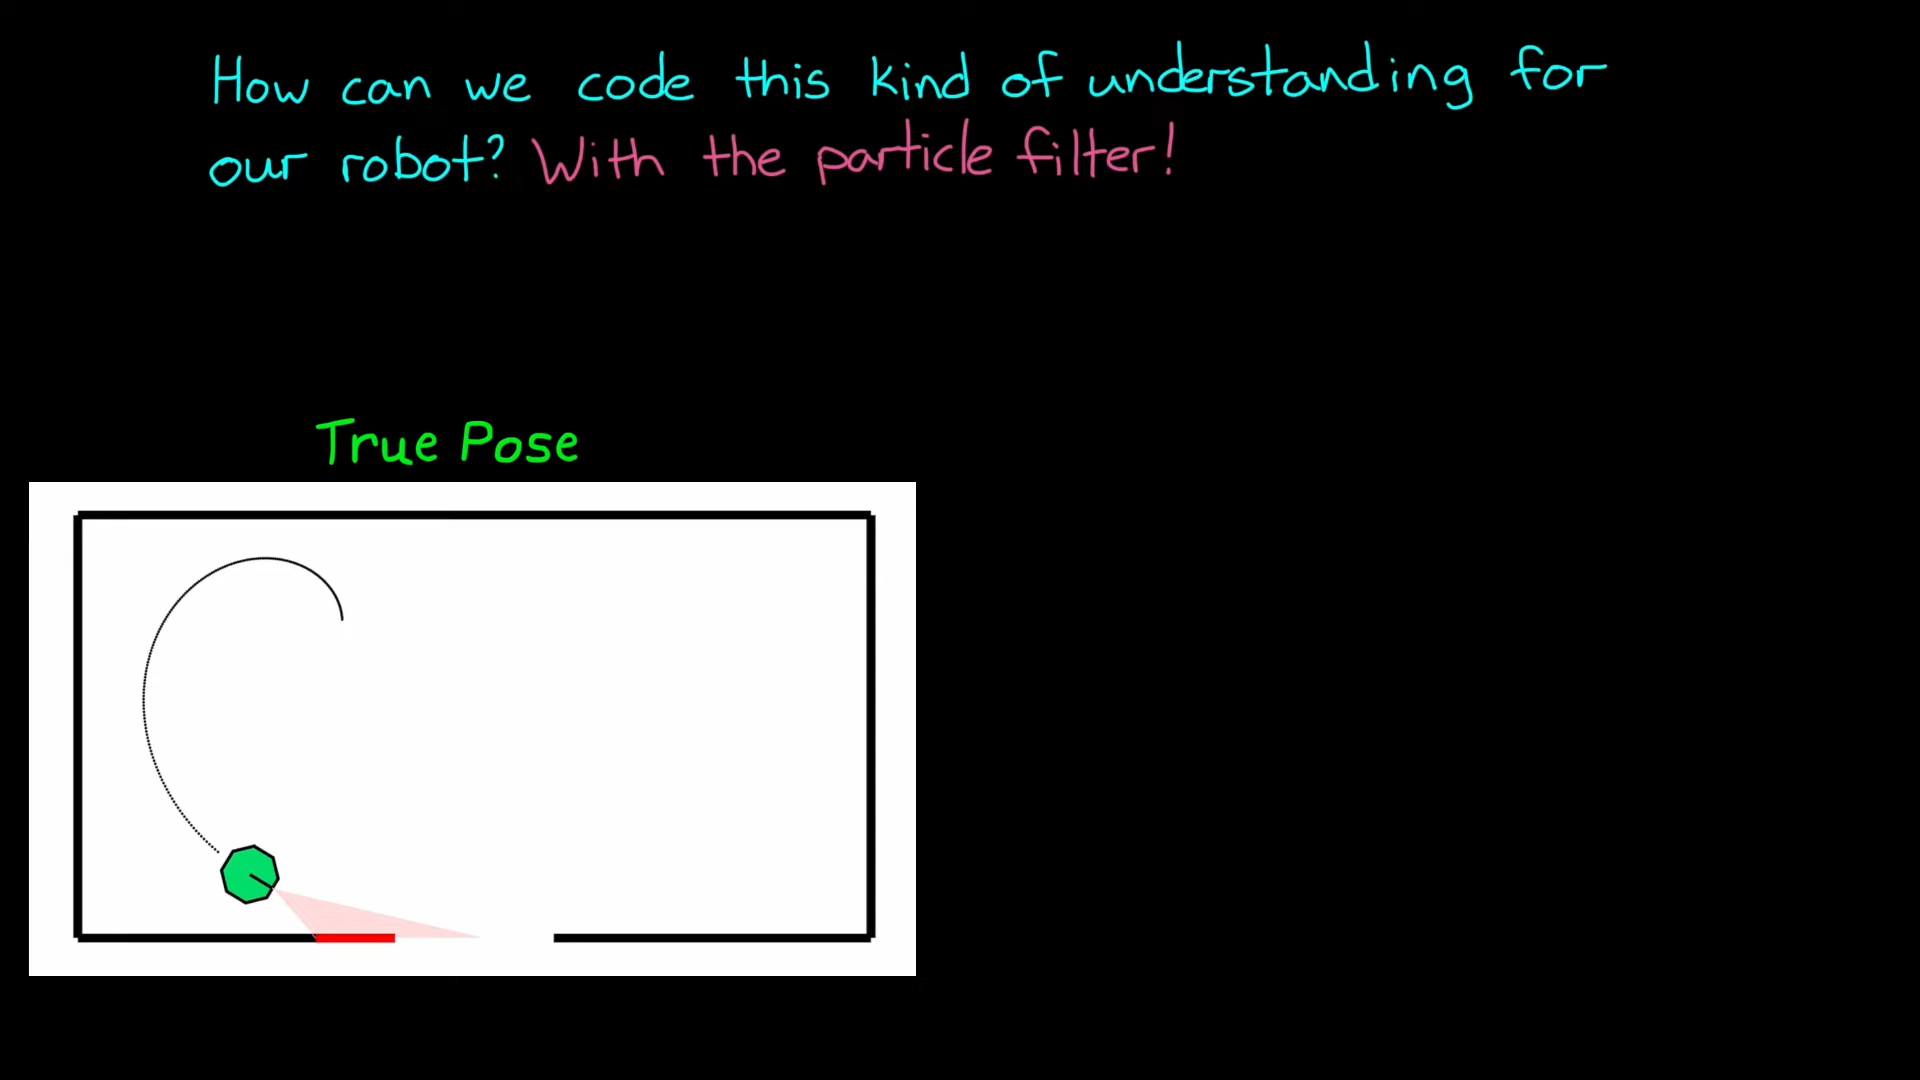 How can we code this kind of understanding for
our robot? With the particle filter!
True Pose